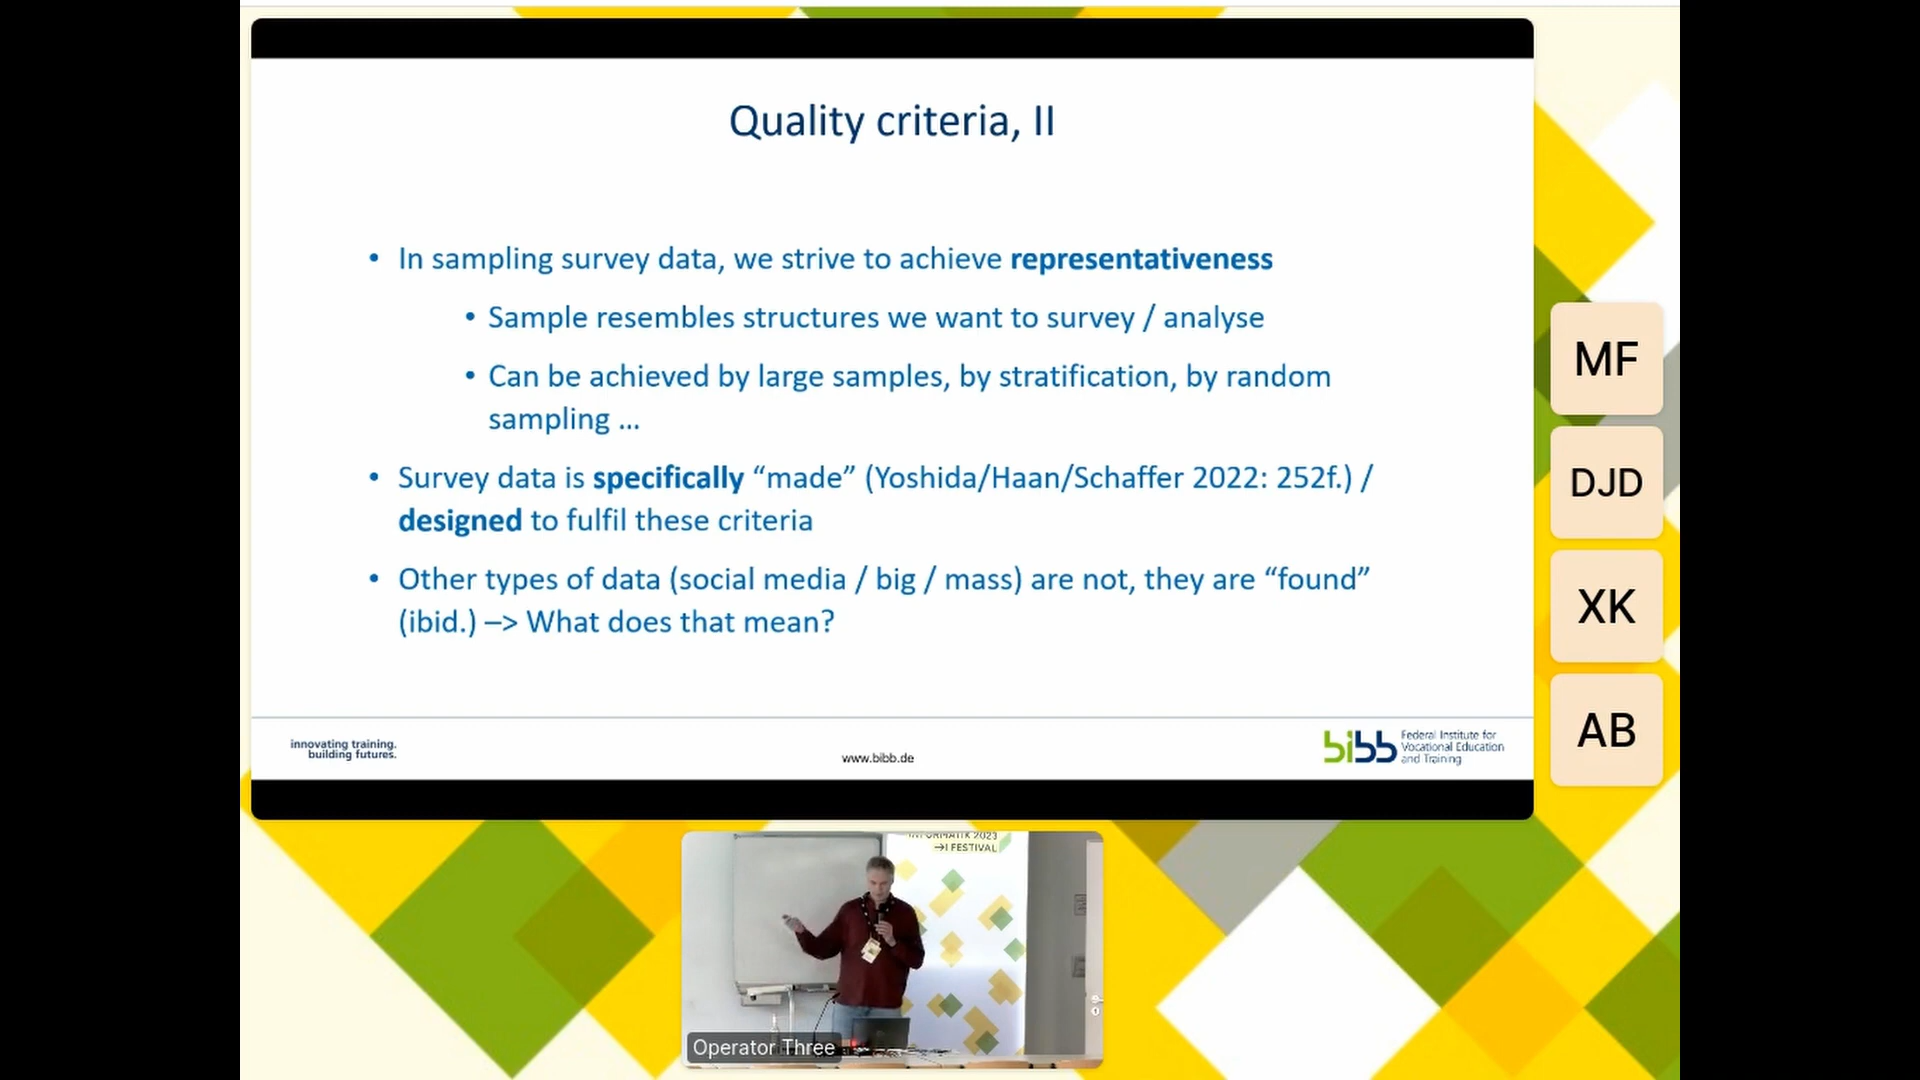 Quality criteria, II
• In sampling survey data, we strive to achieve representativeness
• Sample resembles structures we want to survey / analyse
• Can be achieved by large samples, by stratification, by random
sampling ...
• Survey data is specifically “made” (Yoshida/Haan/Schaffer 2022: 252f.) /
designed to fulfil these criteria
• Other types of data (social media / big / mass) are not, they are “found”
(ibid.) –> What does that mean?
innovating training.
building futures.
www.bibb.de
bibb
Federal Institute for
Vocational Education
and Training
MF
DJD
XK
AB
INFORMATIK 2023
→I FESTIVAL
Operator Three